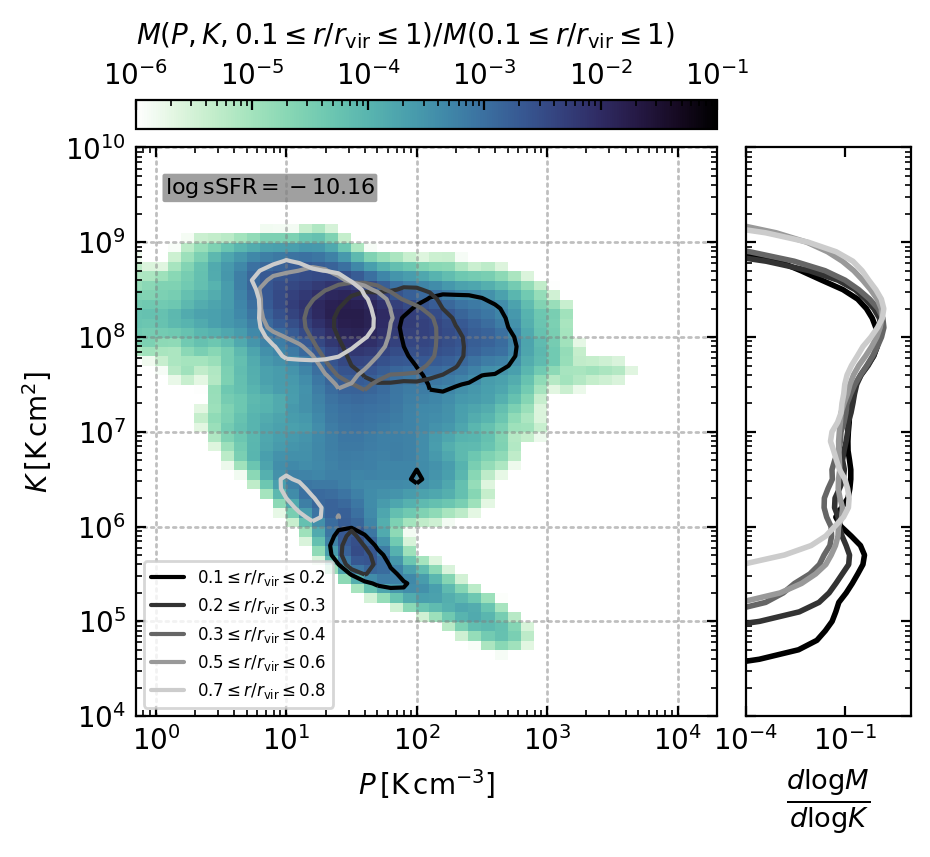 M(P, K, 0.1 ≤ r/r_vir ≤ 1)/M(0.1 ≤ r/r_vir ≤ 1)
10^−6 10^−5 10^−4 10^−3 10^−2 10^−1
10^10
log sSFR = −10.16
10^9
10^8
K [K cm^2]
10^7
10^6
0.1 ≤ r/r_vir ≤ 0.2
0.2 ≤ r/r_vir ≤ 0.3
10^5
0.3 ≤ r/r_vir ≤ 0.4
0.5 ≤ r/r_vir ≤ 0.6
0.7 ≤ r/r_vir ≤ 0.8
10^4
10^0 10^1 10^2 10^3 10^4 10^−4 10^−1
P [K cm^−3]
dlogM
dlogK